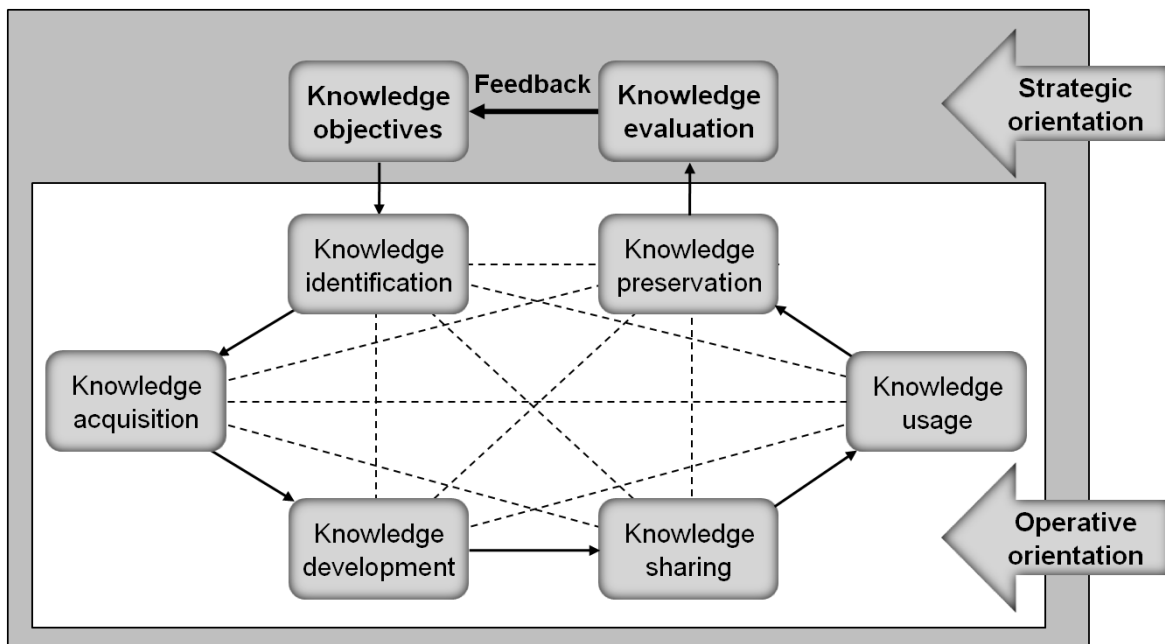 Feedback
Knowledge
objectives
Knowledge
evaluation
Strategic
orientation
Knowledge
identification
Knowledge
preservation
Knowledge
acquisition
Knowledge
usage
Knowledge
development
Knowledge
sharing
Operative
orientation